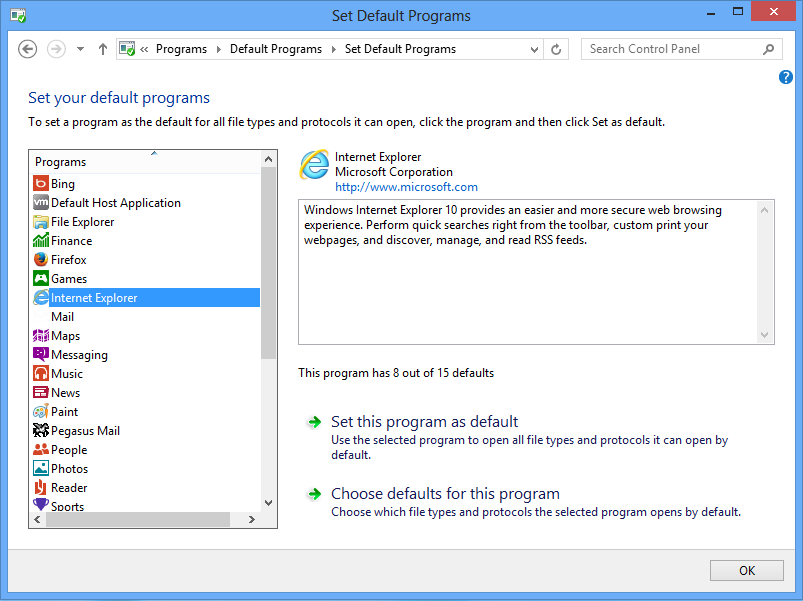 Set Default Programs
« Programs Default Programs Set Default Programs
Search Control Panel
?
Set your default programs
To set a program as the default for all file types and protocols it can open, click the program and then click Set as default.
Programs
Bing
vm Default Host Application
File Explorer
Finance
Firefox
Games
Internet Explorer
Mail
Maps
Messaging
Music
News
Paint
Pegasus Mail
People
Photos
Reader
Sports
Internet Explorer
Microsoft Corporation
http://www.microsoft.com
Windows Internet Explorer 10 provides an easier and more secure web browsing
experience. Perform quick searches right from the toolbar, custom print your
webpages, and discover, manage, and read RSS feeds.
This program has 8 out of 15 defaults
Set this program as default
Use the selected program to open all file types and protocols it can open by
default.
Choose defaults for this program
Choose which file types and protocols the selected program opens by default.
OK